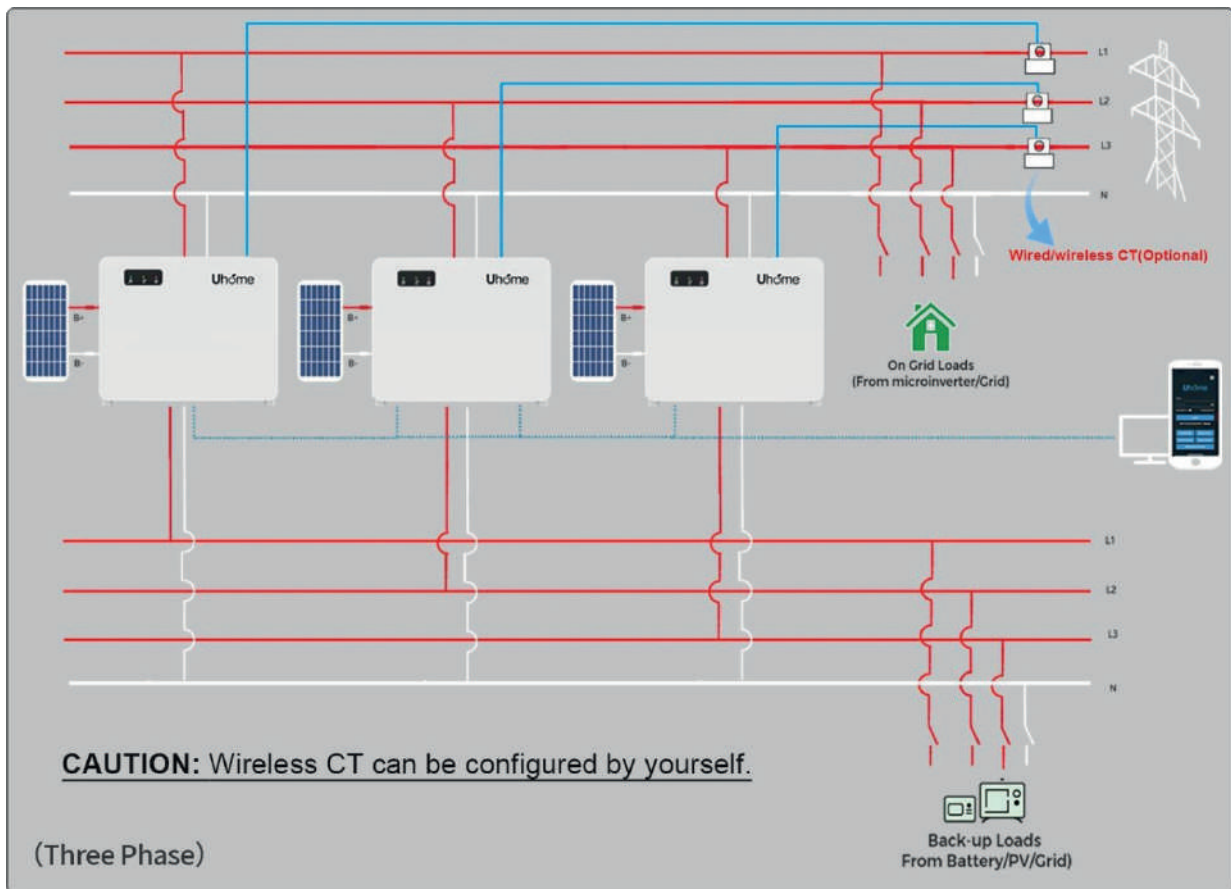 L1
L2
L3
N
Wired/wireless CT(Optional)
Uhome
Uhome
Uhome
B+
B+
B+
B-
B-
B-
On Grid Loads
(From microinverter/Grid)
Uhome
L1
L2
L3
N
CAUTION: Wireless CT can be configured by yourself.
(Three Phase)
Back-up Loads
From Battery/PV/Grid)